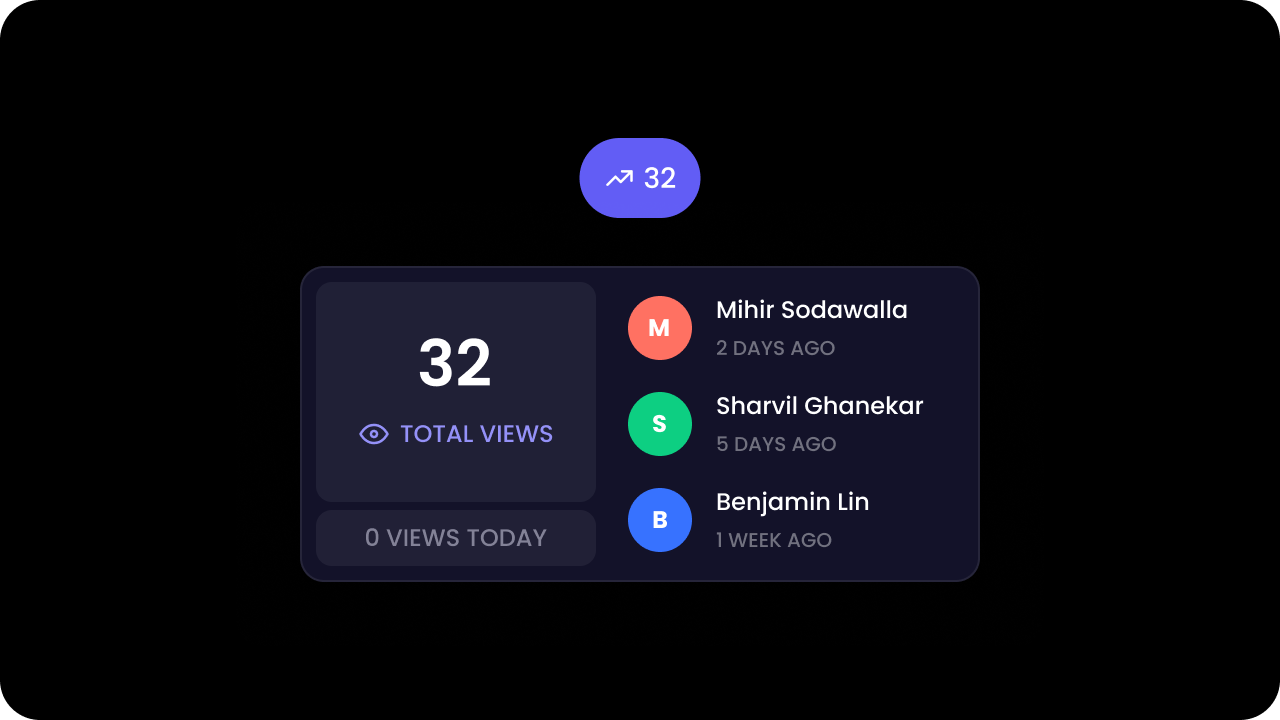 32
32
TOTAL VIEWS
0 VIEWS TODAY
M
Mihir Sodawalla
2 DAYS AGO
S
Sharvil Ghanekar
5 DAYS AGO
B
Benjamin Lin
1 WEEK AGO